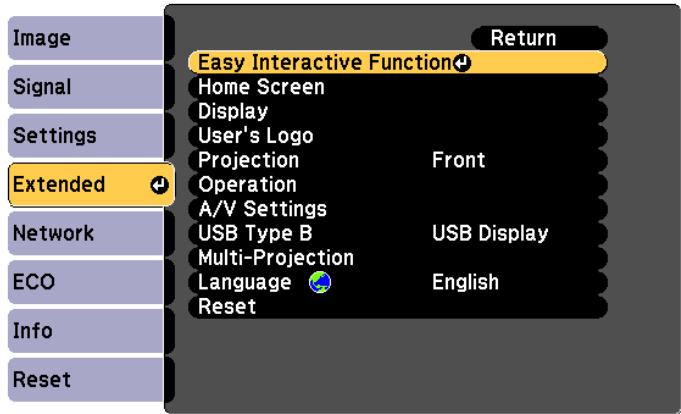 Image
Signal
Settings
Extended
Network
ECO
Info
Reset
Return
Easy Interactive Function
Home Screen
Display
User's Logo
Projection Front
Operation
A/V Settings
USB Type B USB Display
Multi-Projection
Language English
Reset